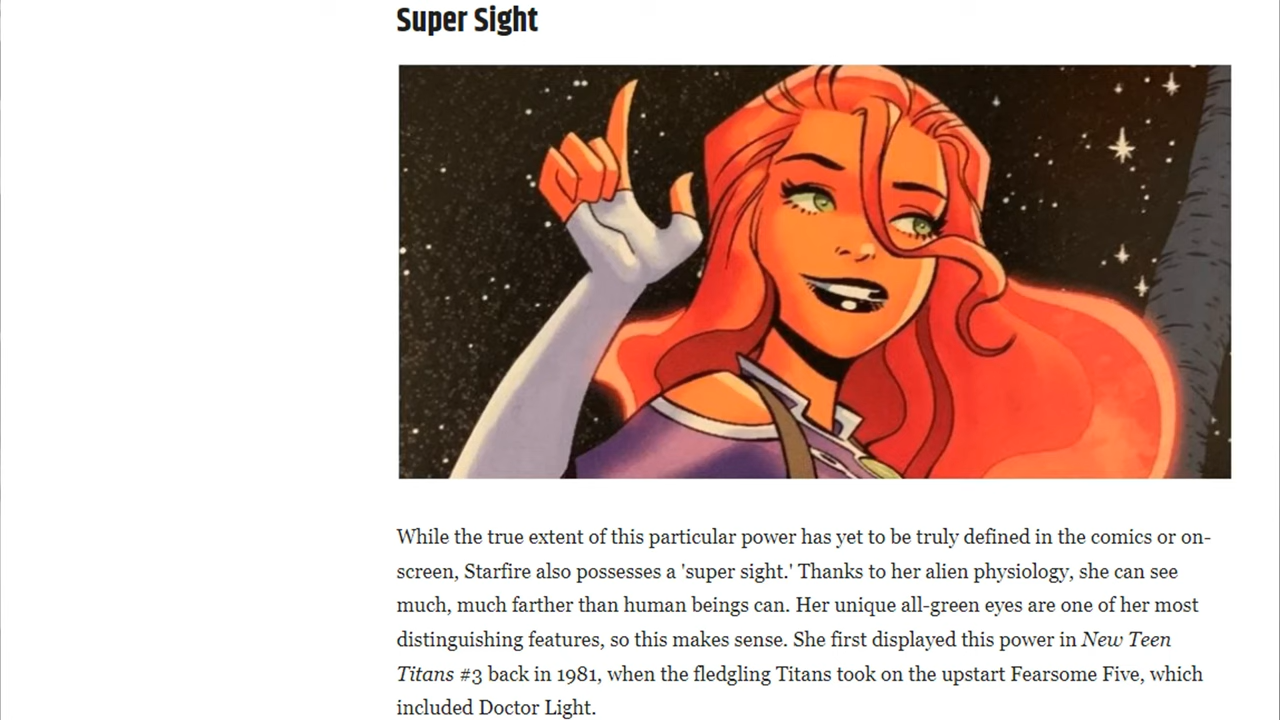 Super Sight
While the true extent of this particular power has yet to be truly defined in the comics or on-
screen, Starfire also possesses a 'super sight.' Thanks to her alien physiology, she can see
much, much farther than human beings can. Her unique all-green eyes are one of her most
distinguishing features, so this makes sense. She first displayed this power in New Teen
Titans #3 back in 1981, when the fledgling Titans took on the upstart Fearsome Five, which
included Doctor Light.